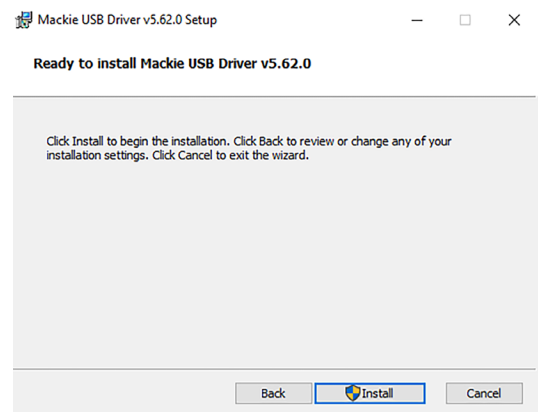 Mackie USB Driver v5.62.0 Setup
Ready to install Mackie USB Driver v5.62.0
Click Install to begin the installation. Click Back to review or change any of your
installation settings. Click Cancel to exit the wizard.
Back
Install
Cancel